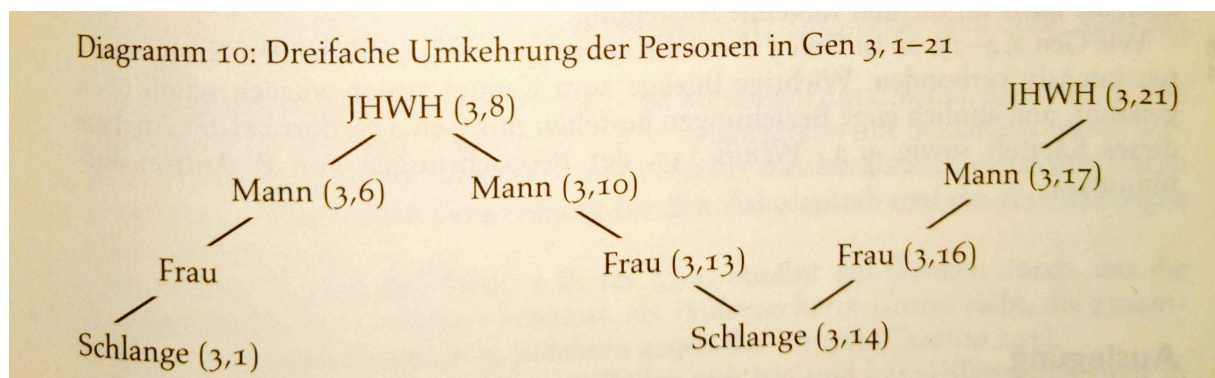 Diagramm 10: Dreifache Umkehrung der Personen in Gen 3, 1–21
JHWH (3,8) JHWH (3,21)
Mann (3,6) Mann (3,10) Mann (3,17)
Frau Frau (3,13) Frau (3,16)
Schlange (3,1) Schlange (3,14)